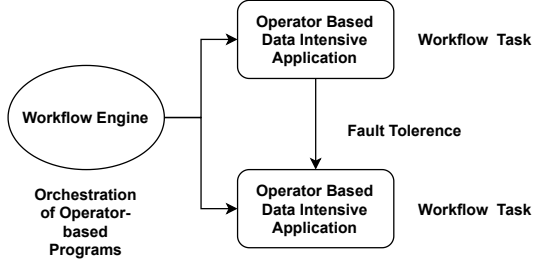 Operator Based
Data Intensive
Application
Workflow Task
Workflow Engine
Fault Tolerence
Orchestration
of Operator-
based
Programs
Operator Based
Data Intensive
Application
Workflow Task